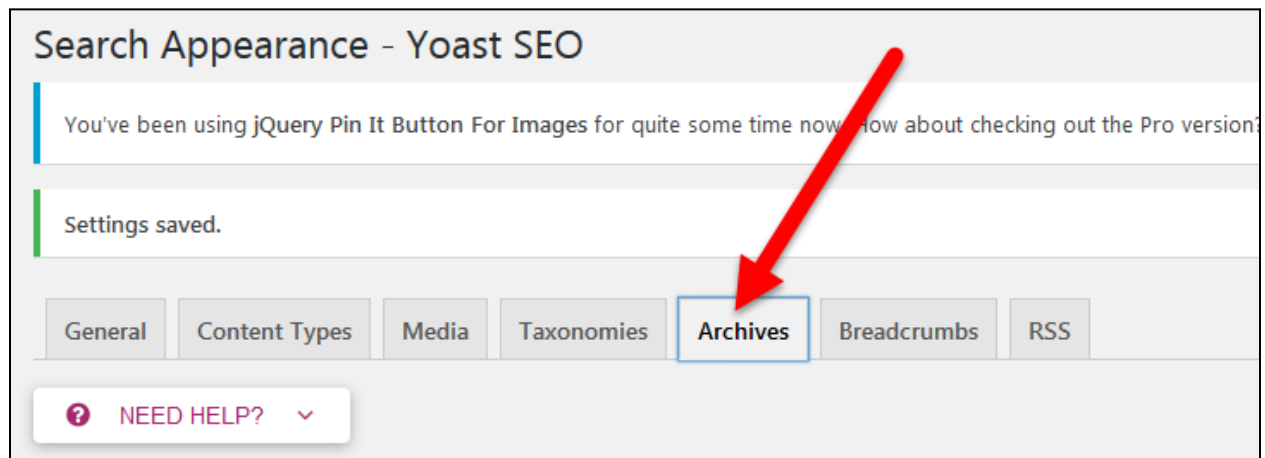 Search Appearance - Yoast SEO
You've been using jQuery Pin It Button For Images for quite some time now. How about checking out the Pro version?
Settings saved.
General Content Types Media Taxonomies Archives Breadcrumbs RSS
NEED HELP?